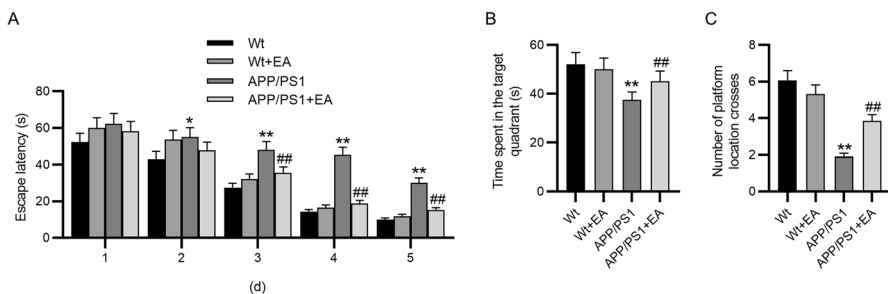 A
Wt
Wt+EA
APP/PS1
APP/PS1+EA
Escape latency (s)
80
60
40
20
0
*
**
##
**
##
**
##
1 2 3 4 5
(d)
B
Time spent in the target
quadrant (s)
60
40
20
0
**
##
Wt
Wt+EA
APP/PS1
APP/PS1+EA
C
Number of platform
location crosses
8
6
4
2
0
**
##
Wt
Wt+EA
APP/PS1
APP/PS1+EA